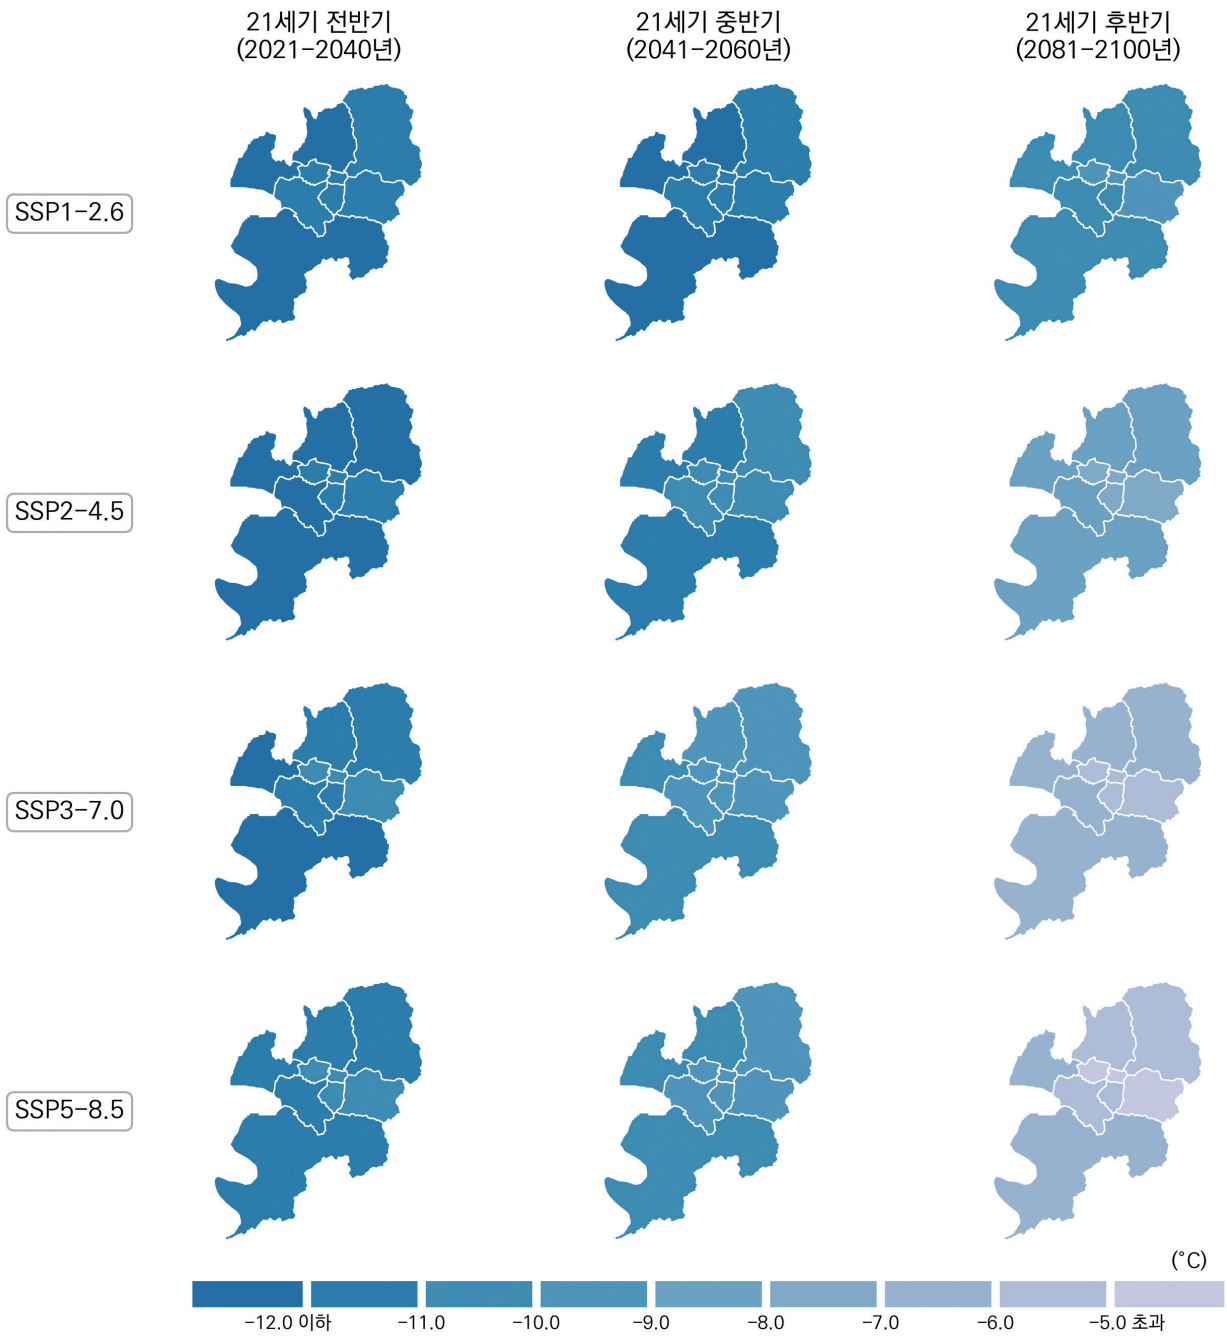 21세기 전반기
(2021-2040년)
21세기 중반기
(2041-2060년)
21세기 후반기
(2081-2100년)
SSP1-2.6
SSP2-4.5
SSP3-7.0
SSP5-8.5
(°C)
-12.0 이하 -11.0 -10.0 -9.0 -8.0 -7.0 -6.0 -5.0 초과